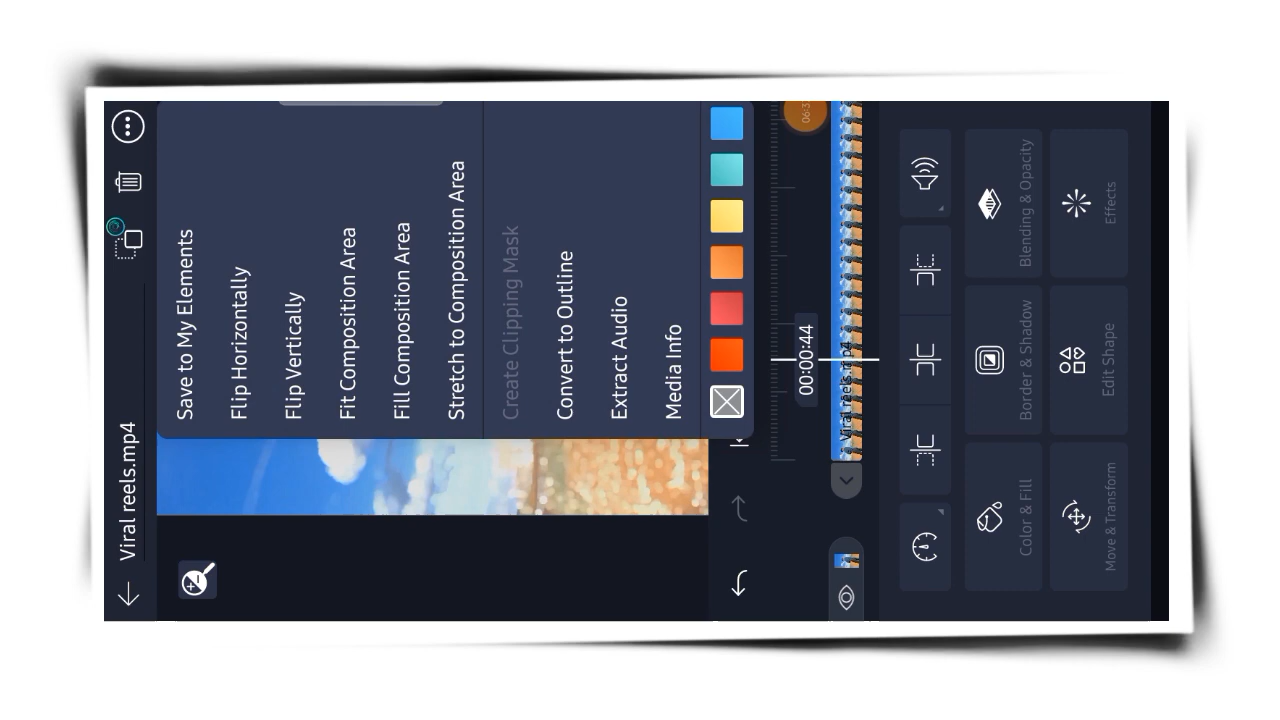 Viral reels.mp4
Save to My Elements
Flip Horizontally
Flip Vertically
Fit Composition Area
Fill Composition Area
Stretch to Composition Area
Create Clipping Mask
Convert to Outline
Extract Audio
Media Info
00:00:44
Viral reels.mp4
Color & Fill
Border & Shadow
Blending & Opacity
Move & Transform
Edit Shape
Effects